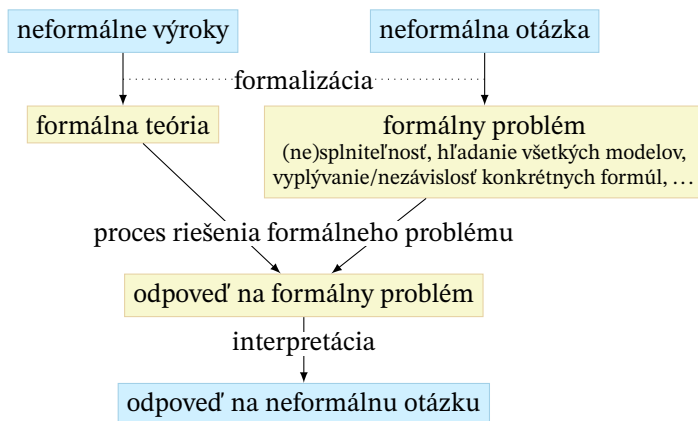 neformálne výroky
neformálna otázka
formalizácia
formálna teória
formálny problém
(ne)splniteľnosť, hľadanie všetkých modelov,
vyplývanie/nezávislosť konkrétnych formúl, …
proces riešenia formálneho problému
odpoveď na formálny problém
interpretácia
odpoveď na neformálnu otázku